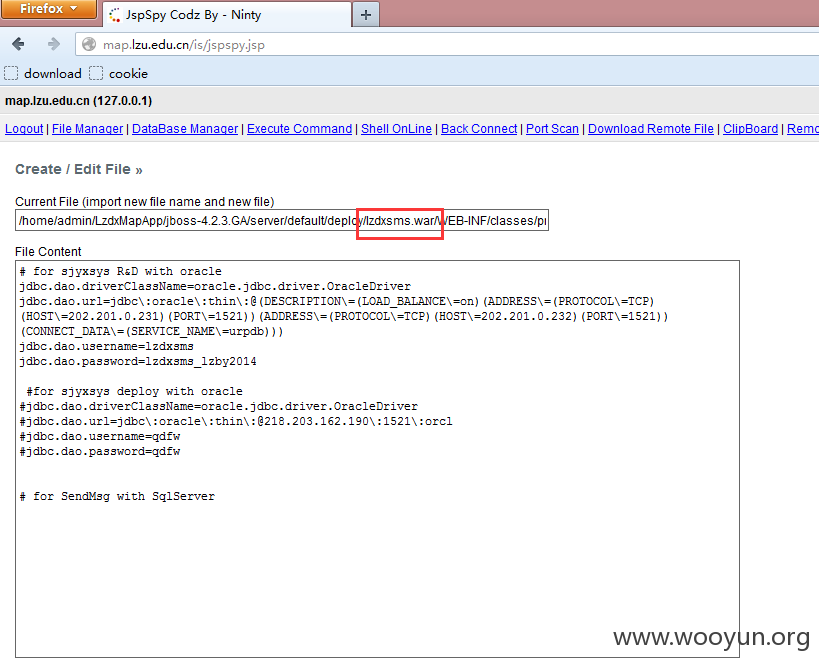 Firefox
JspSpy Codz By - Ninty
map.lzu.edu.cn/is/jspspy.jsp
download cookie
map.lzu.edu.cn (127.0.0.1)
Logout | File Manager | DataBase Manager | Execute Command | Shell OnLine | Back Connect | Port Scan | Download Remote File | ClipBoard | Remo
Create / Edit File »
Current File (import new file name and new file)
/home/admin/LzdxMapApp/jboss-4.2.3.GA/server/default/deploy/lzdxsms.war/WEB-INF/classes/pr
File Content
# for sjyxsys R&D with oracle
jdbc.dao.driverClassName=oracle.jdbc.driver.OracleDriver
jdbc.dao.url=jdbc\:oracle\:thin\:@(DESCRIPTION\=(LOAD_BALANCE\=on)(ADDRESS\=(PROTOCOL\=TCP)
(HOST\=202.201.0.231)(PORT\=1521))(ADDRESS\=(PROTOCOL\=TCP)(HOST\=202.201.0.232)(PORT\=1521))
(CONNECT_DATA\=(SERVICE_NAME\=urpdb)))
jdbc.dao.username=lzdxsms
jdbc.dao.password=lzdxsms_lzby2014
#for sjyxsys deploy with oracle
#jdbc.dao.driverClassName=oracle.jdbc.driver.OracleDriver
#jdbc.dao.url=jdbc\:oracle\:thin\:@218.203.162.190\:1521\:orcl
#jdbc.dao.username=qdfw
#jdbc.dao.password=qdfw
# for SendMsg with SqlServer
www.wooyun.org